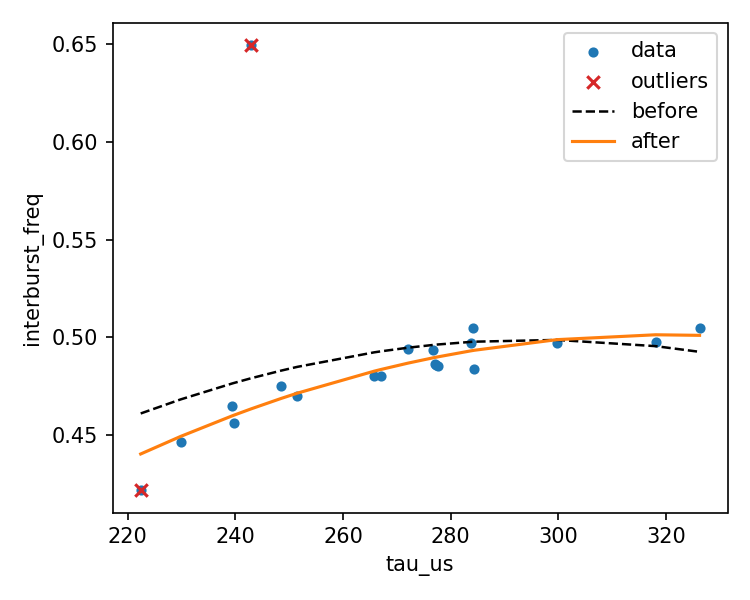 0.65
0.60
0.55
0.50
0.45
interburst_freq
220
240
260
280
300
320
tau_us
data
outliers
before
after